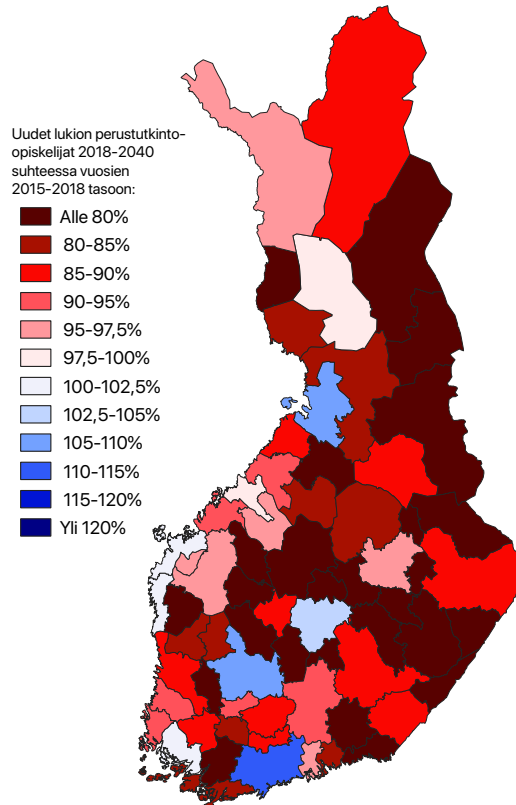 Uudet lukion perustutkinto-
opiskelijat 2018-2040
suhteessa vuosien
2015-2018 tasoon:
Alle 80%
80-85%
85-90%
90-95%
95-97,5%
97,5-100%
100-102,5%
102,5-105%
105-110%
110-115%
115-120%
Yli 120%